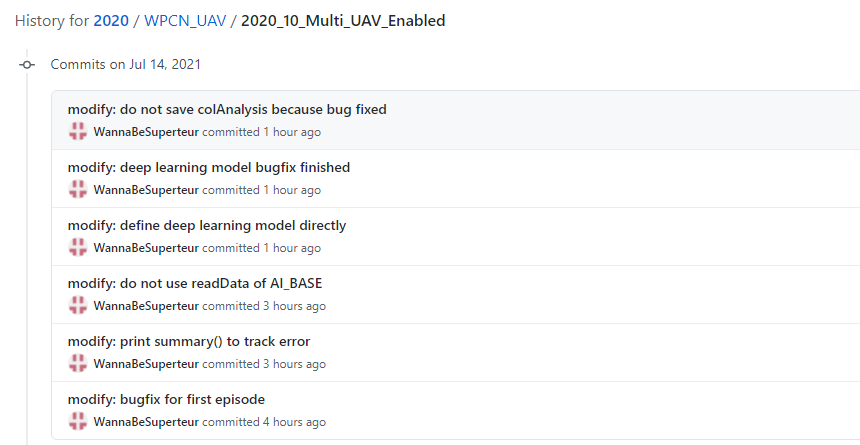 History for 2020 / WPCN_UAV / 2020_10_Multi_UAV_Enabled
Commits on Jul 14, 2021
modify: do not save colAnalysis because bug fixed
WannaBeSuperteur committed 1 hour ago
modify: deep learning model bugfix finished
WannaBeSuperteur committed 1 hour ago
modify: define deep learning model directly
WannaBeSuperteur committed 1 hour ago
modify: do not use readData of AI_BASE
WannaBeSuperteur committed 3 hours ago
modify: print summary() to track error
WannaBeSuperteur committed 3 hours ago
modify: bugfix for first episode
WannaBeSuperteur committed 4 hours ago